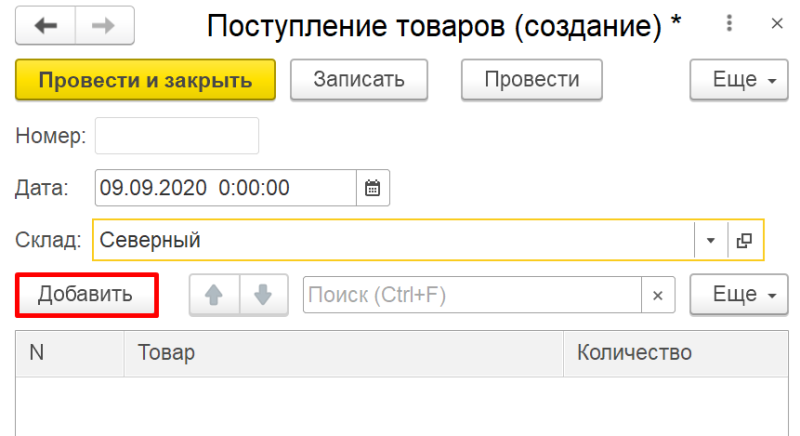 Поступление товаров (создание) *
Провести и закрыть Записать Провести Еще
Номер:
Дата: 09.09.2020 0:00:00
Склад: Северный
Добавить Поиск (Ctrl+F) × Еще
N Товар Количество